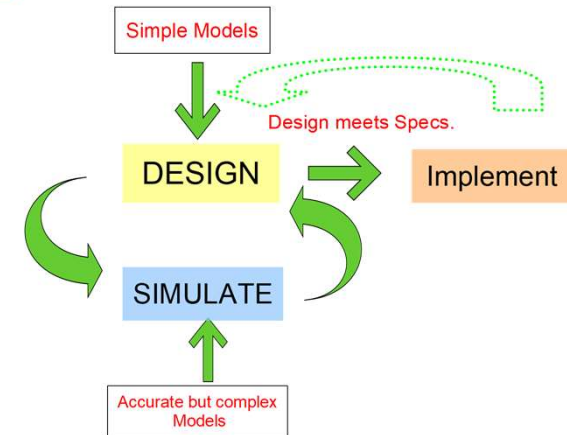 Simple Models
Design meets Specs.
DESIGN
Implement
SIMULATE
Accurate but complex
Models